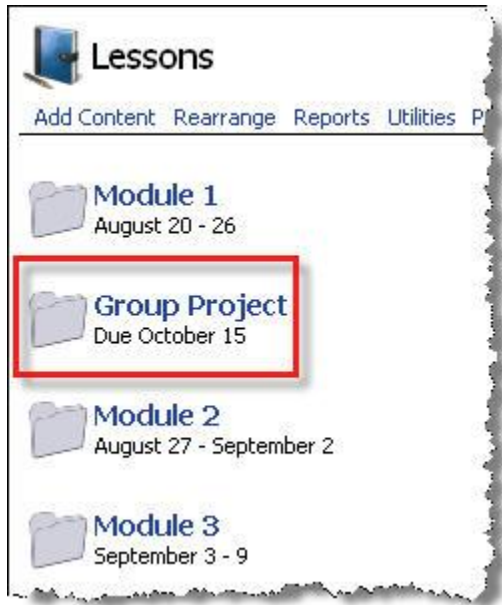 Lessons
Add Content Rearrange Reports Utilities
Module 1
August 20 - 26
Group Project
Due October 15
Module 2
August 27 - September 2
Module 3
September 3 - 9